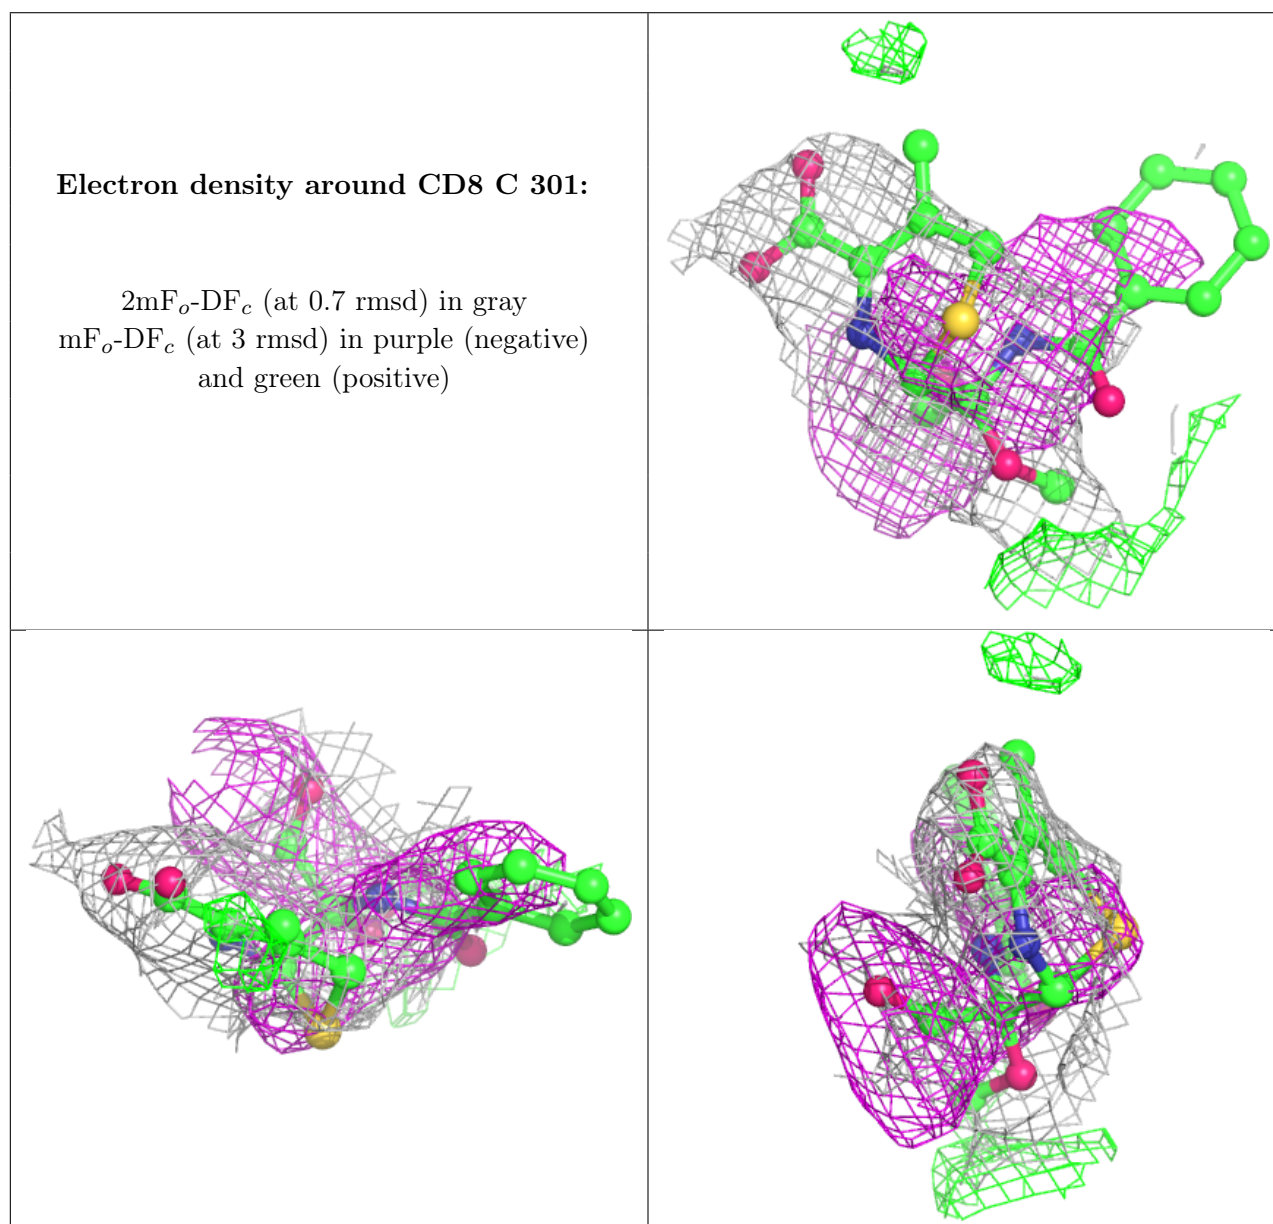 Electron density around CD8 C 301:
2mFo-DFc (at 0.7 rmsd) in gray
mFo-DFc (at 3 rmsd) in purple (negative)
and green (positive)